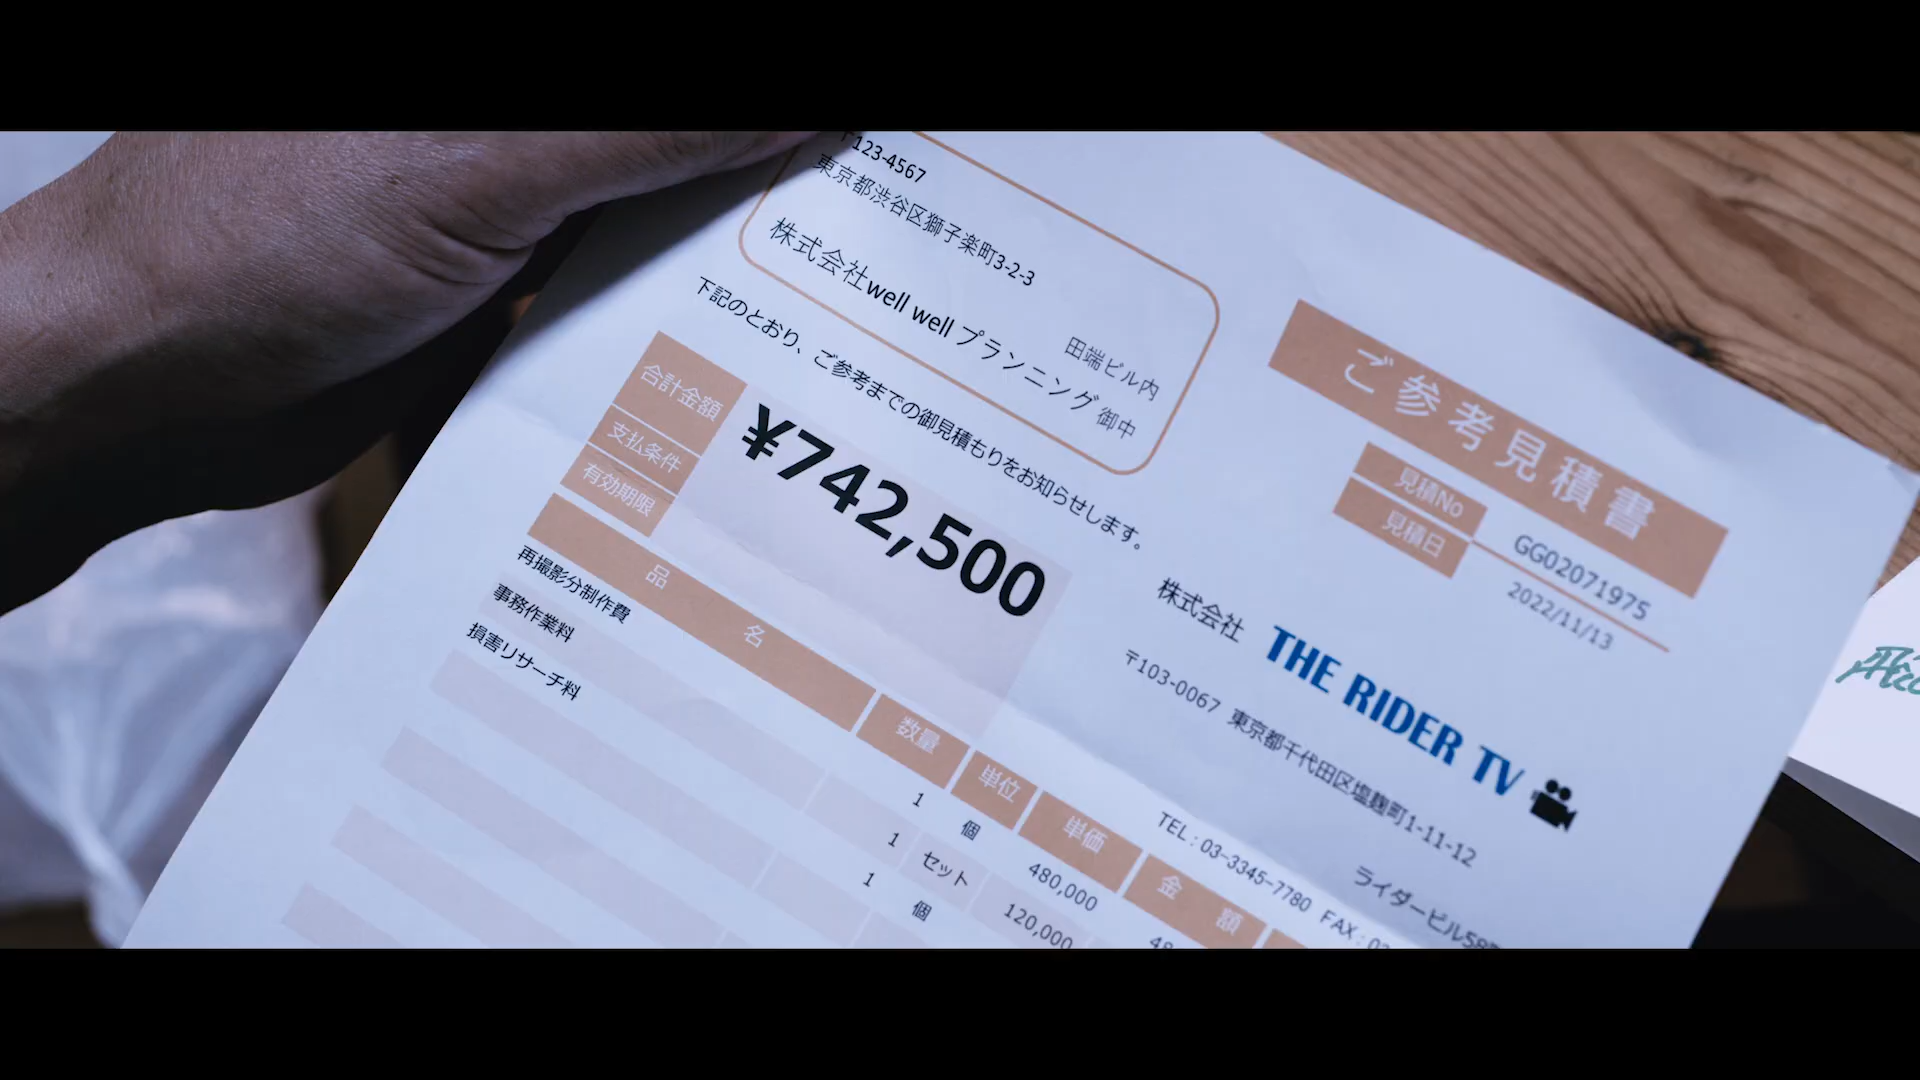 〒123-4567
東京都渋谷区獅子楽町3-2-3
田端ビル内
株式会社well well プランニング 御中
下記のとおり、ご参考までの御見積もりをお知らせします。
ご参考見積書
見積No GG02071975
見積日 2022/11/13
合計金額 ¥742,500
支払条件
有効期限
株式会社 THE RIDER TV
〒103-0067 東京都千代田区塩麹町1-11-12
ライダービル
TEL : 03-3345-7780 FAX : 0
品 名 数量 単位 単価 金 額
再撮影分制作費 1 個 480,000 48
事務作業料 1 セット 120,000
損害リサーチ料 1 個